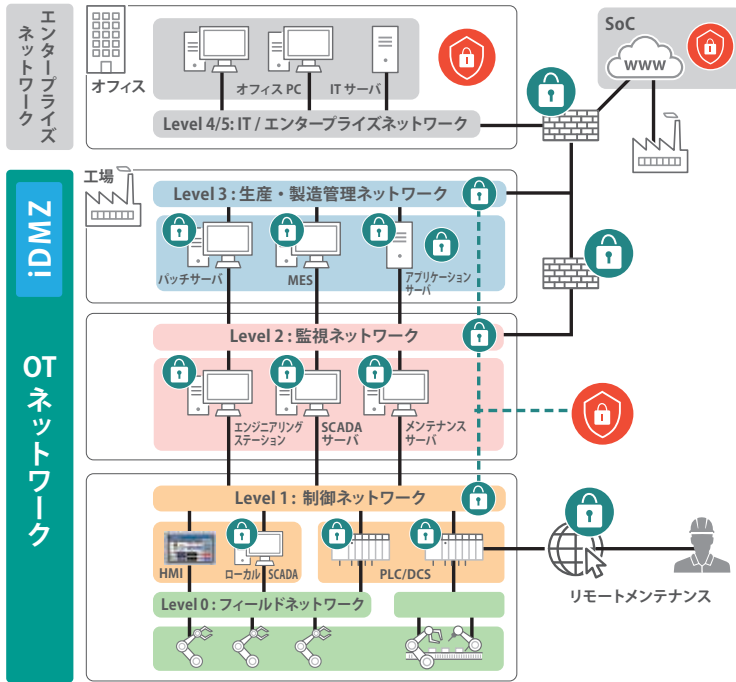 エンタープライズ
ネットワーク
オフィス
オフィス PC
IT サーバ
Level 4/5: IT / エンタープライズネットワーク
SoC
WWW
iDMZ
OT ネットワーク
工場
Level 3 : 生産・製造管理ネットワーク
パッチサーバ
MES
アプリケーション
サーバ
Level 2 : 監視ネットワーク
エンジニアリング
ステーション
SCADA
サーバ
メンテナンス
サーバ
Level 1 : 制御ネットワーク
HMI
ローカル SCADA
PLC/DCS
Level 0 : フィールドネットワーク
リモートメンテナンス